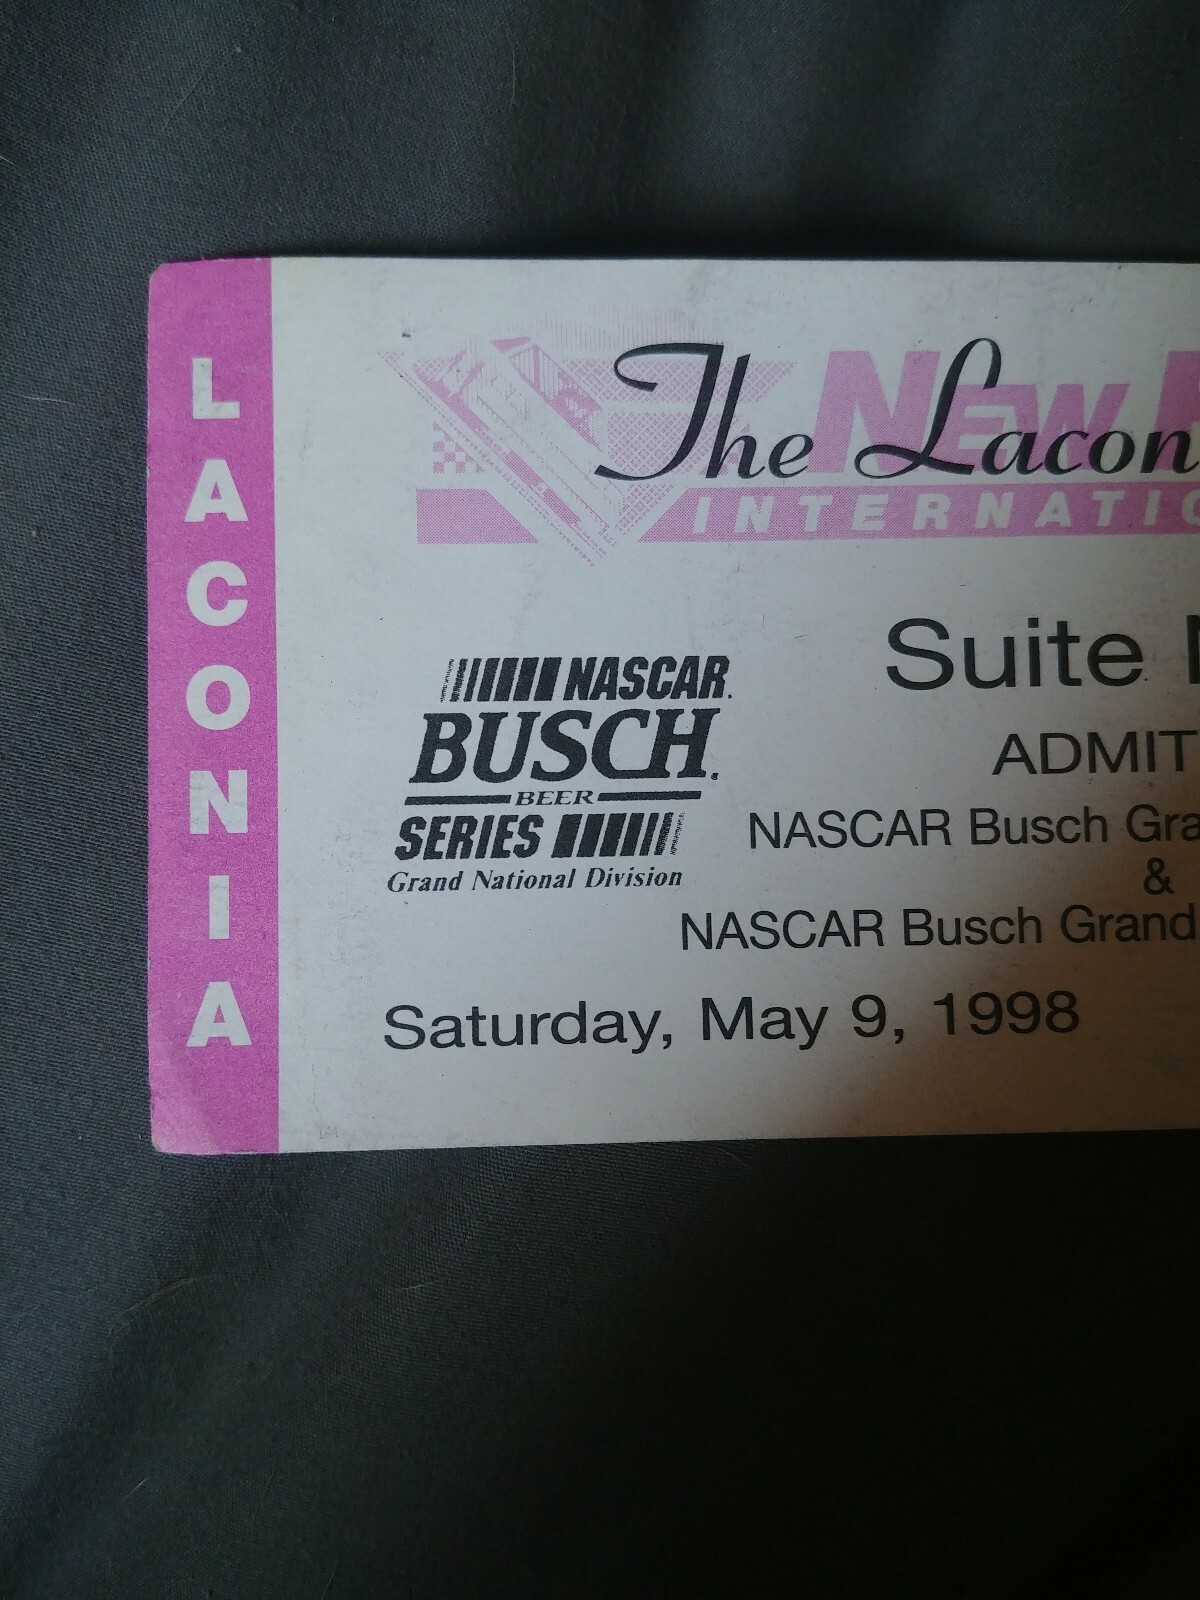 LACONIA
The Lacon
NEW
INTERNATIO
NASCAR.
BUSCH.
BEER
SERIES
Grand National Division
Suite
ADMIT
NASCAR Busch Gra
&
NASCAR Busch Grand
Saturday, May 9, 1998